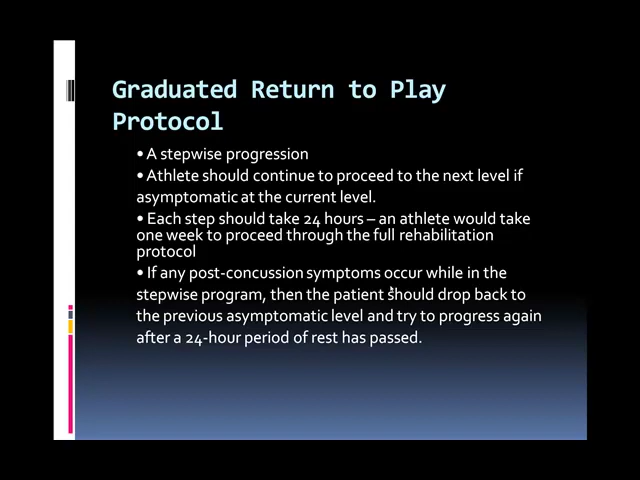 Graduated Return to Play
Protocol
• A stepwise progression
• Athlete should continue to proceed to the next level if
asymptomatic at the current level.
• Each step should take 24 hours – an athlete would take
one week to proceed through the full rehabilitation
protocol
• If any post-concussion symptoms occur while in the
stepwise program, then the patient should drop back to
the previous asymptomatic level and try to progress again
after a 24-hour period of rest has passed.